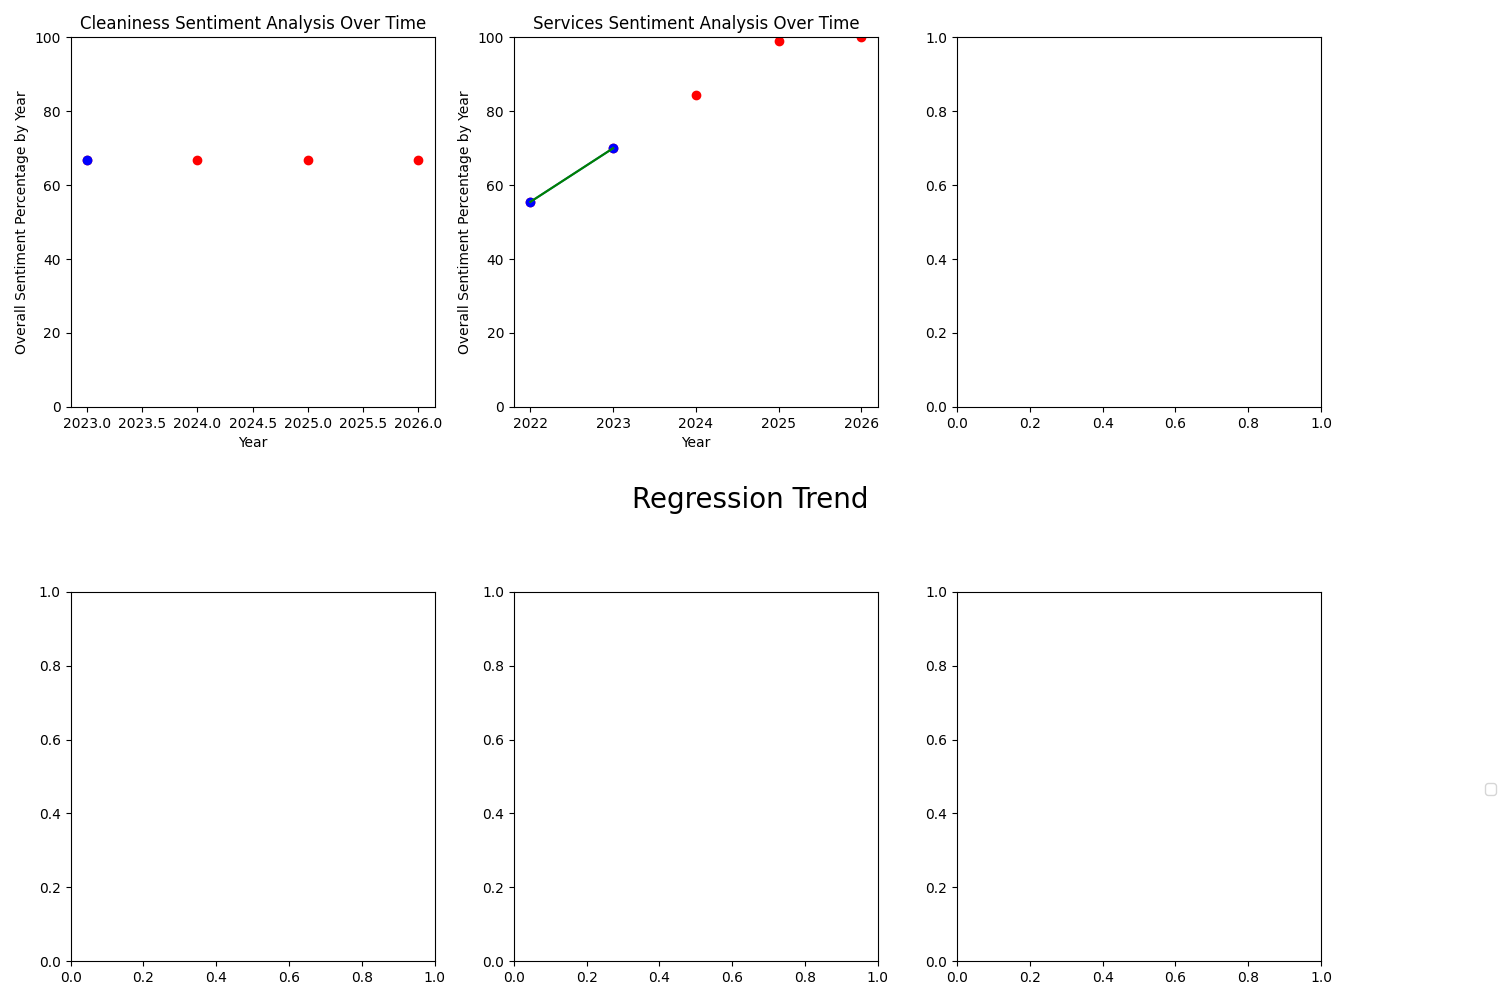 Cleaniness Sentiment Analysis Over Time
Overall Sentiment Percentage by Year
100
80
60
40
20
0
2023.0 2023.5 2024.0 2024.5 2025.0 2025.5 2026.0
Year
Services Sentiment Analysis Over Time
Overall Sentiment Percentage by Year
100
80
60
40
20
0
2022 2023 2024 2025 2026
Year
1.0
0.8
0.6
0.4
0.2
0.0
0.0 0.2 0.4 0.6 0.8 1.0
Regression Trend
1.0
0.8
0.6
0.4
0.2
0.0
0.0 0.2 0.4 0.6 0.8 1.0
1.0
0.8
0.6
0.4
0.2
0.0
0.0 0.2 0.4 0.6 0.8 1.0
1.0
0.8
0.6
0.4
0.2
0.0
0.0 0.2 0.4 0.6 0.8 1.0